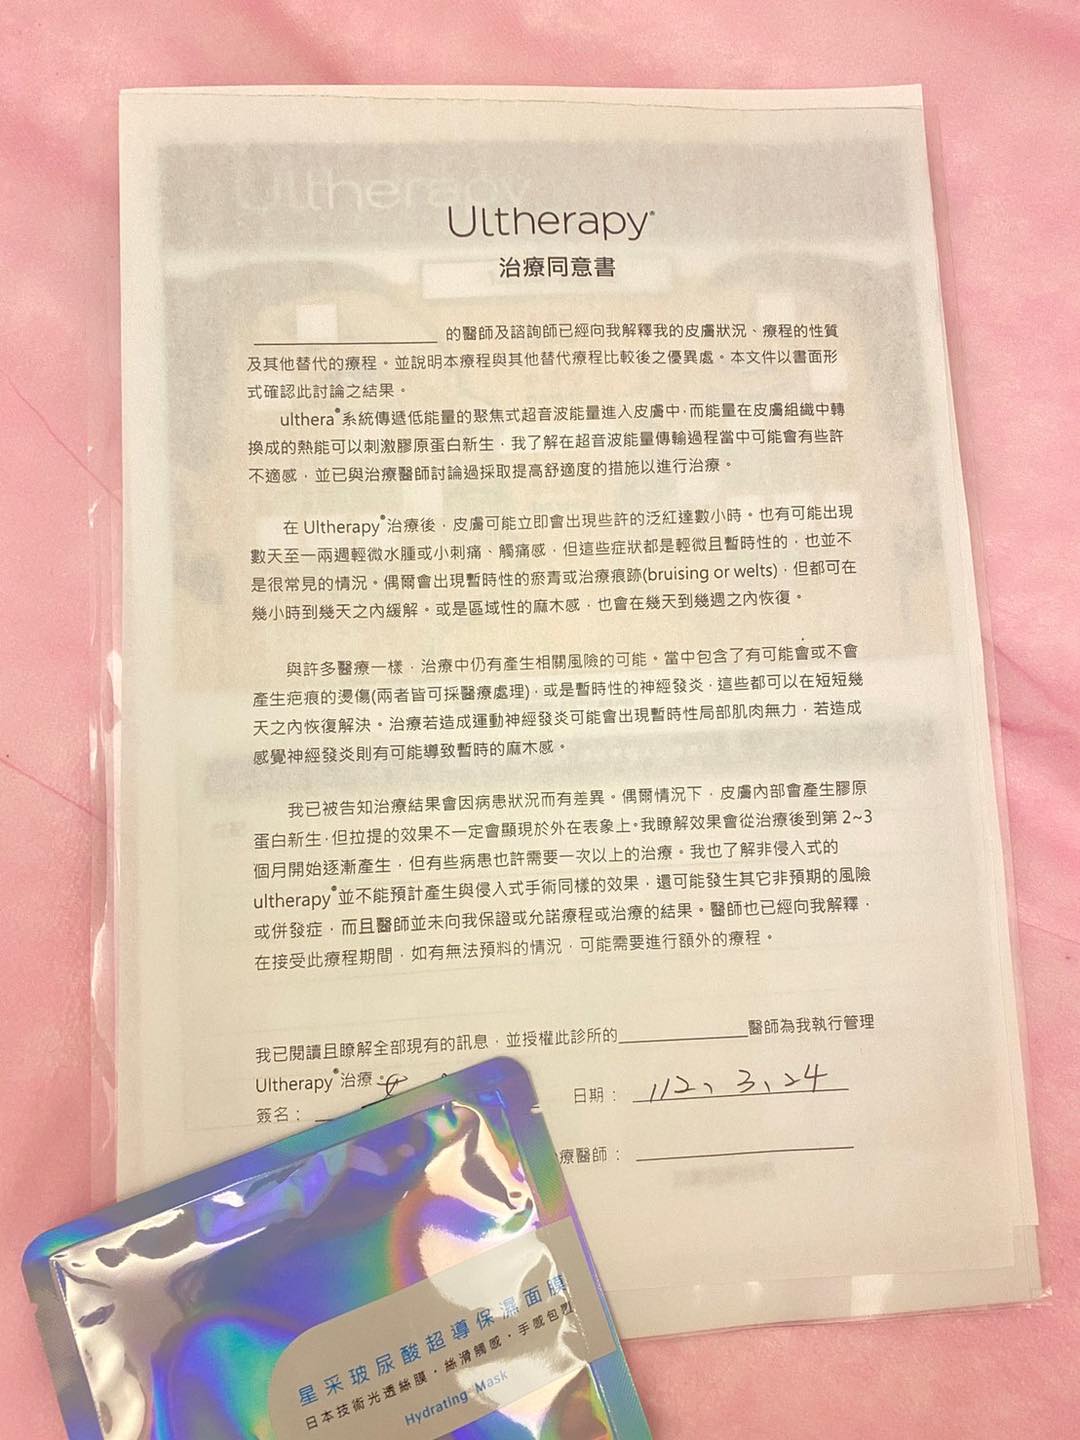 Ultherapy
Ultherapy®
治療同意書
的醫師及諮詢師已經向我解釋我的皮膚狀況、療程的性質
及其他替代的療程。並說明本療程與其他替代療程比較後之優異處。本文件以書面形
式確認此討論之結果。
ulthera®系統傳遞低能量的聚焦式超音波能量進入皮膚中，而能量在皮膚組織中轉
換成的熱能可以刺激膠原蛋白新生，我了解在超音波能量傳輸過程當中可能會有些許
不適感，並已與治療醫師討論過採取提高舒適度的措施以進行治療。
在 Ultherapy®治療後，皮膚可能立即會出現些許的泛紅達數小時。也有可能出現
數天至一兩週輕微水腫或小刺痛、觸痛感，但這些症狀都是輕微且暫時性的，也並不
是很常見的情況。偶爾會出現暫時性的瘀青或治療痕跡(bruising or welts)，但都可在
幾小時到幾天之內緩解。或是區域性的麻木感，也會在幾天到幾週之內恢復。
與許多醫療一樣，治療中仍有產生相關風險的可能。當中包含了有可能會或不會
產生疤痕的燙傷(兩者皆可採醫療處理)，或是暫時性的神經發炎，這些都可以在短短幾
天之內恢復解決。治療若造成運動神經發炎可能會出現暫時性局部肌肉無力，若造成
感覺神經發炎則有可能導致暫時的麻木感。
我已被告知治療結果會因病患狀況而有差異。偶爾情況下，皮膚內部會產生膠原
蛋白新生，但拉提的效果不一定會顯現於外在表象上。我瞭解效果會從治療後到第 2~3
個月開始逐漸產生，但有些病患也許需要一次以上的治療。我也了解非侵入式的
ultherapy®並不能預計產生與侵入式手術同樣的效果，還可能發生其它非預期的風險
或併發症，而且醫師並未向我保證或允諾療程或治療的結果。醫師也已經向我解釋，
在接受此療程期間，如有無法預料的情況，可能需要進行額外的療程。
我已閱讀且瞭解全部現有的訊息，並授權此診所的 醫師為我執行管理
Ultherapy®治療。
簽名： 日期： 112、3、24
療醫師：
星采玻尿酸超導保濕面膜
日本技術光透絲膜・絲滑觸感・手感包
Hydrating Mask